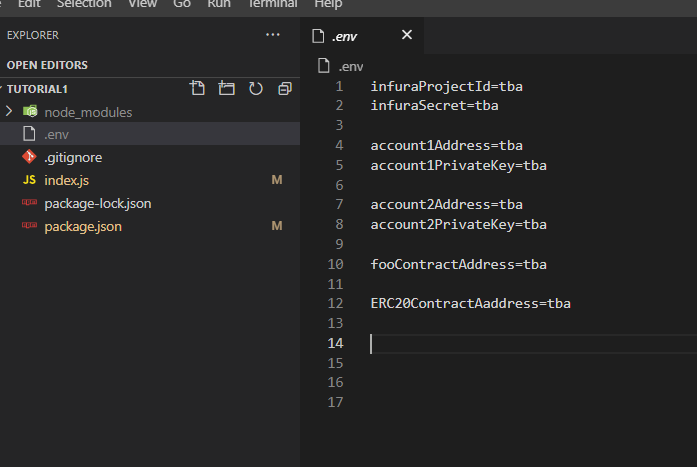 Edit Selection View Go Run Terminal Help
EXPLORER ...
OPEN EDITORS
TUTORIAL1
node_modules
.env
.gitignore
JS index.js M
package-lock.json
package.json M
.env
.env
1 infuraProjectId=tba
2 infuraSecret=tba
3
4 account1Address=tba
5 account1PrivateKey=tba
6
7 account2Address=tba
8 account2PrivateKey=tba
9
10 fooContractAddress=tba
11
12 ERC20ContractAaddress=tba
13
14
15
16
17